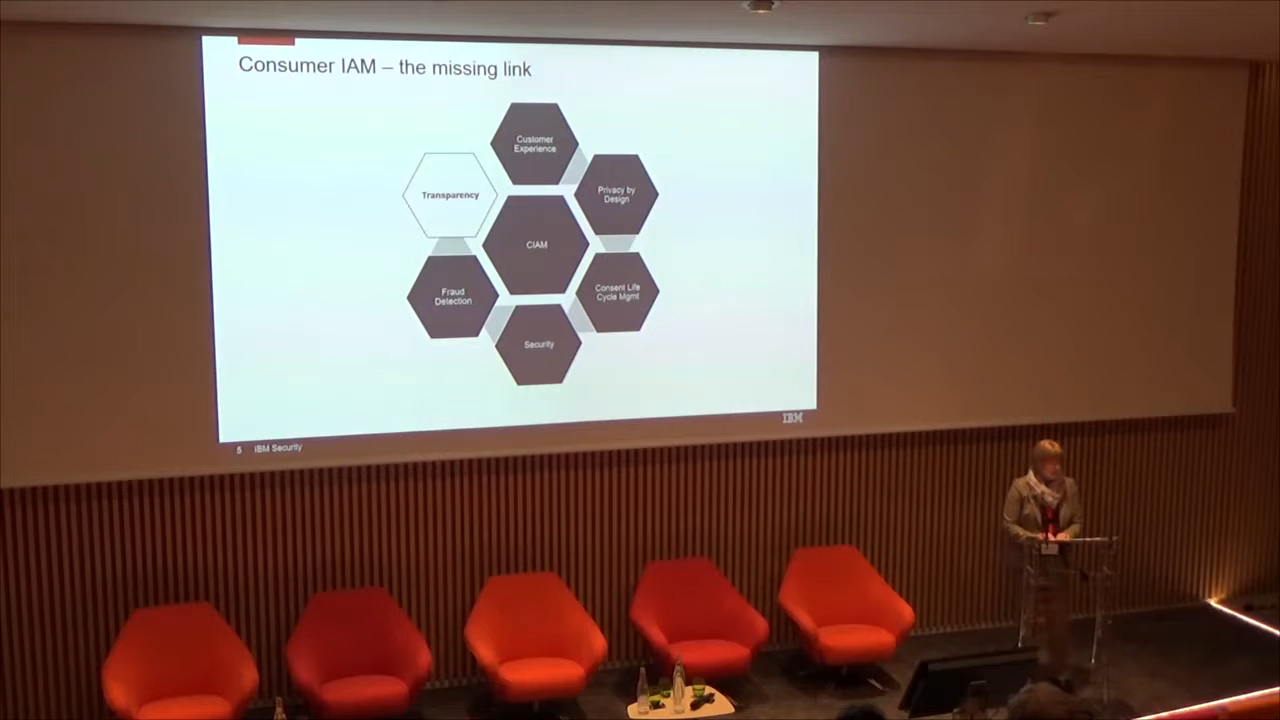 Consumer IAM – the missing link
Customer
Experience
Transparency
Privacy by
Design
CIAM
Fraud
Detection
Consent Life
Cycle Mgmt
Security
IBM
5 IBM Security